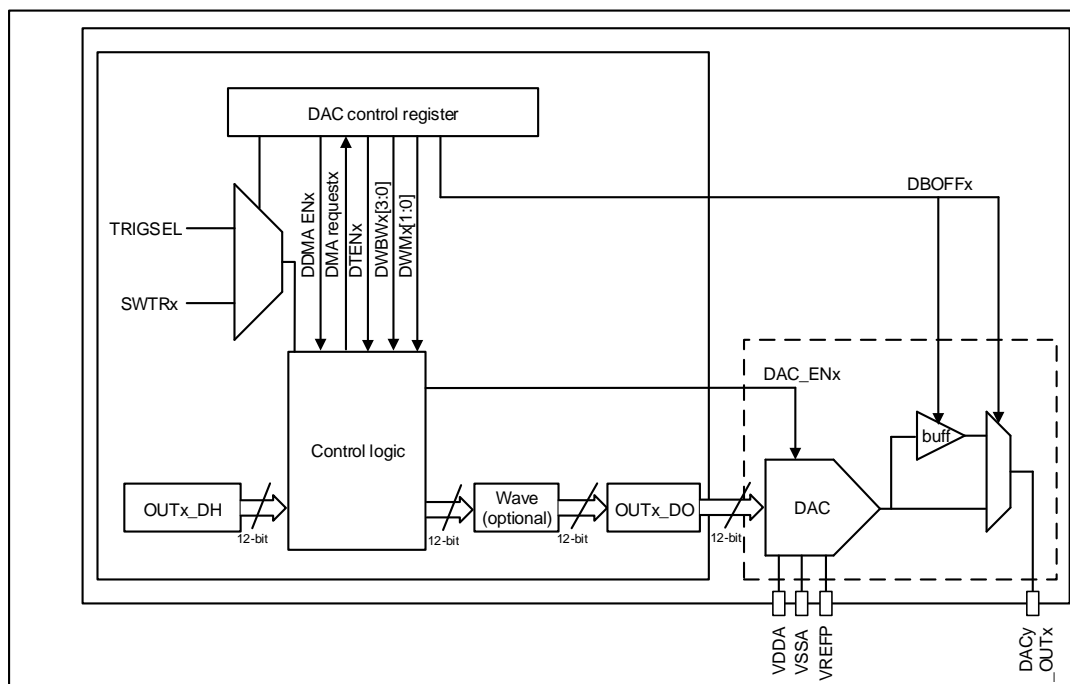 DAC control register
DDMA ENx
DMA requestx
DTENx
DWBWx[3:0]
DWMx[1:0]
DBOFFx
TRIGSEL
SWTRx
DAC_ENx
buff
Control logic
OUTx_DH
12-bit
12-bit
Wave
(optional)
12-bit
OUTx_DO
12-bit
DAC
VDDA
VSSA
VREFP
DACy
_OUTx